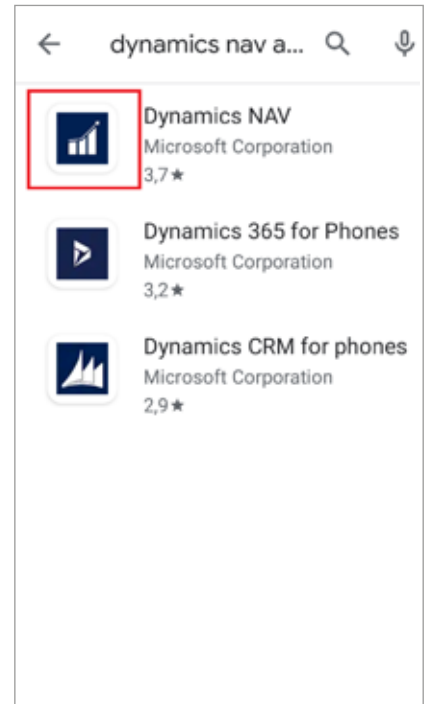 dynamics nav a...
Dynamics NAV
Microsoft Corporation
3,7★
Dynamics 365 for Phones
Microsoft Corporation
3,2★
Dynamics CRM for phones
Microsoft Corporation
2,9★